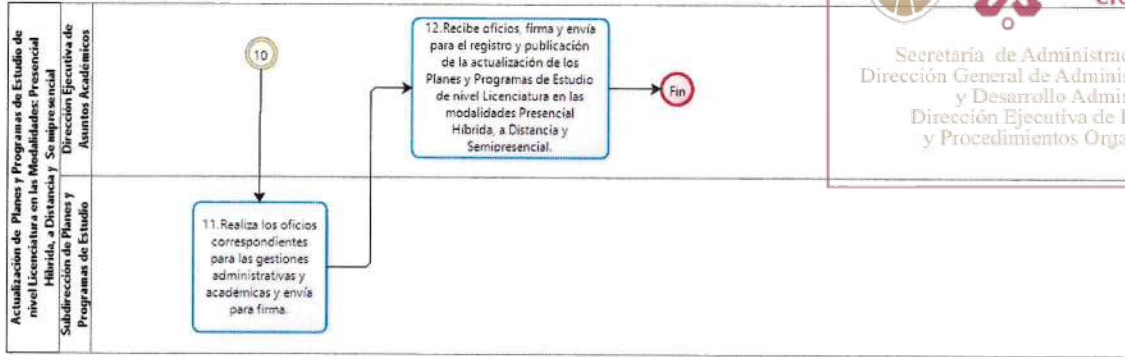 Actualización de Planes y Programas de Estudio de
nivel Licenciatura en las Modalidades: Presencial
Híbrida, a Distancia y Semipresencial
Dirección Ejecutiva de
Asuntos Académicos
10
12.Recibe oficios, firma y envía
para el registro y publicación
de la actualización de los
Planes y Programas de Estudio
de nivel Licenciatura en las
modalidades Presencial
Híbrida, a Distancia y
Semipresencial.
Fin
Subdirección de Planes y
Programas de Estudio
11.Realiza los oficios
correspondientes
para las gestiones
administrativas y
académicas y envía
para firma.
Secretaría de
Dirección General de
y Desarrollo
Dirección Ejecutiva de
y Procedimientos